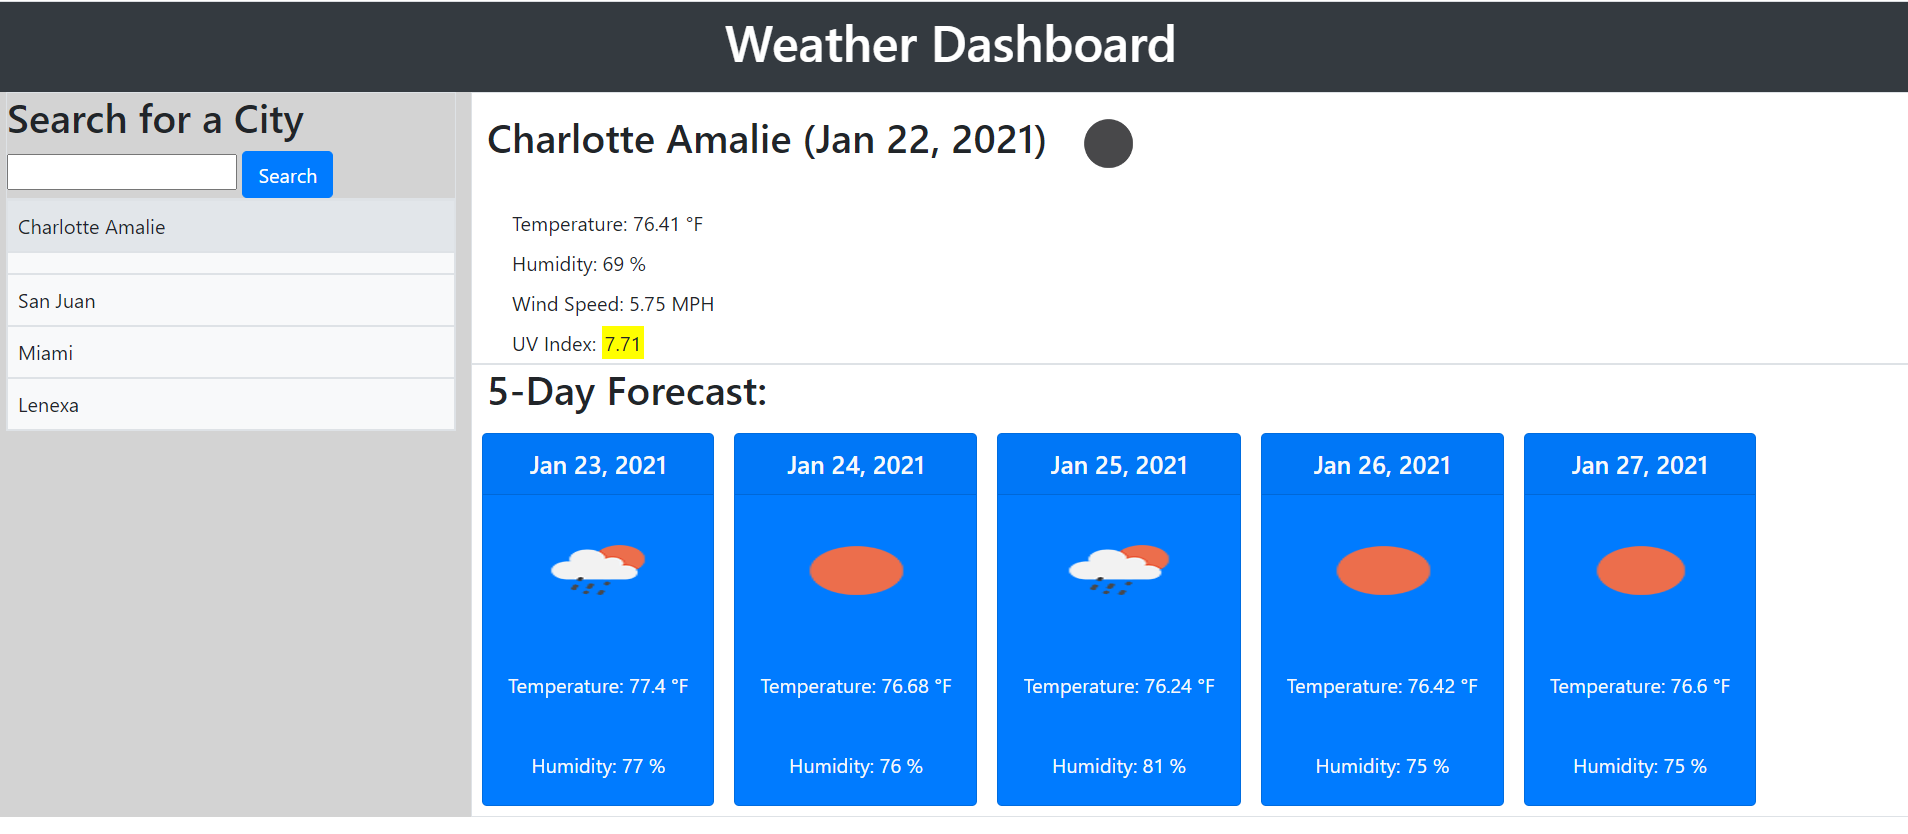 Weather Dashboard
Search for a City
Search
Charlotte Amalie
San Juan
Miami
Lenexa
Charlotte Amalie (Jan 22, 2021)
Temperature: 76.41 °F
Humidity: 69 %
Wind Speed: 5.75 MPH
UV Index: 7.71
5-Day Forecast:
Jan 23, 2021
Temperature: 77.4 °F
Humidity: 77 %
Jan 24, 2021
Temperature: 76.68 °F
Humidity: 76 %
Jan 25, 2021
Temperature: 76.24 °F
Humidity: 81 %
Jan 26, 2021
Temperature: 76.42 °F
Humidity: 75 %
Jan 27, 2021
Temperature: 76.6 °F
Humidity: 75 %